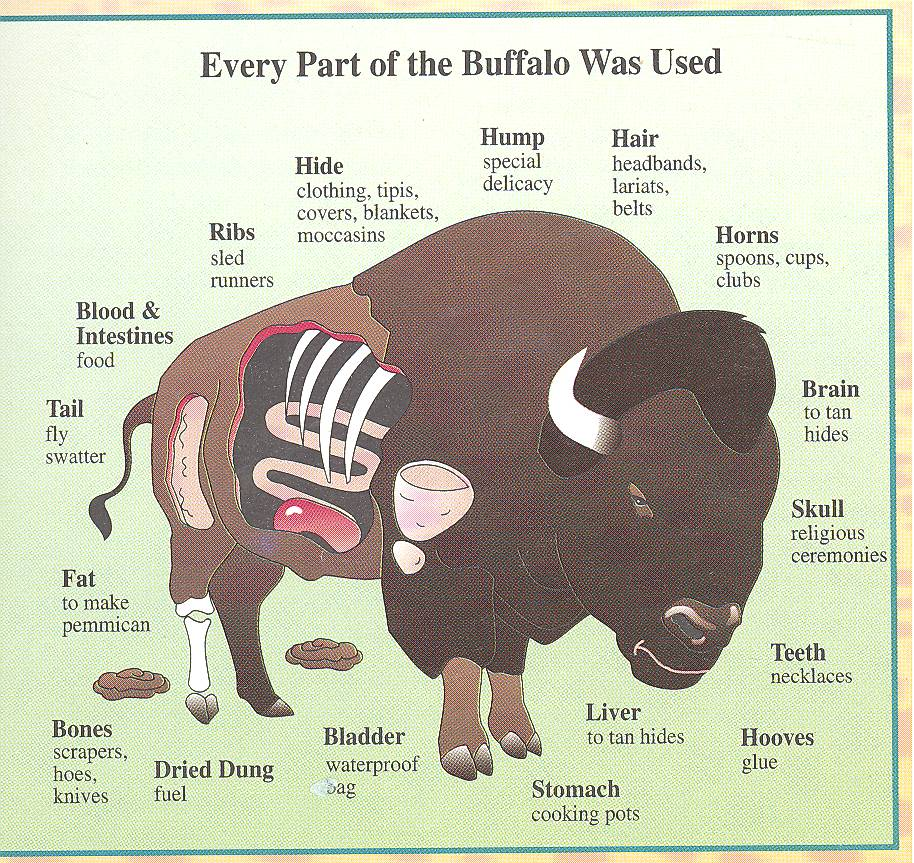 Every Part of the Buffalo Was Used
Hump
special
delicacy
Hair
headbands,
lariats,
belts
Hide
clothing, tipis,
covers, blankets,
moccasins
Ribs
sled
runners
Horns
spoons, cups,
clubs
Blood &
Intestines
food
Brain
to tan
hides
Tail
fly
swatter
Skull
religious
ceremonies
Fat
to make
pemmican
Teeth
necklaces
Liver
to tan hides
Hooves
glue
Bones
scrapers,
hoes,
knives
Dried Dung
fuel
Bladder
waterproof
bag
Stomach
cooking pots